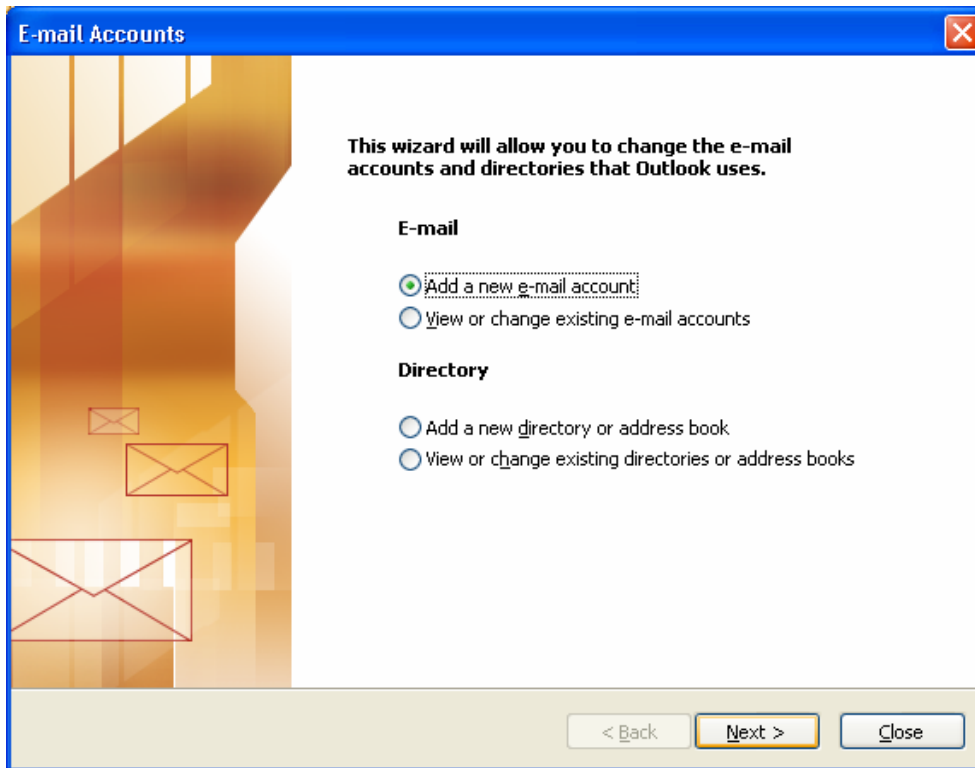 E-mail Accounts
This wizard will allow you to change the e-mail
accounts and directories that Outlook uses.
E-mail
Add a new e-mail account
View or change existing e-mail accounts
Directory
Add a new directory or address book
View or change existing directories or address books
< Back
Next >
Close